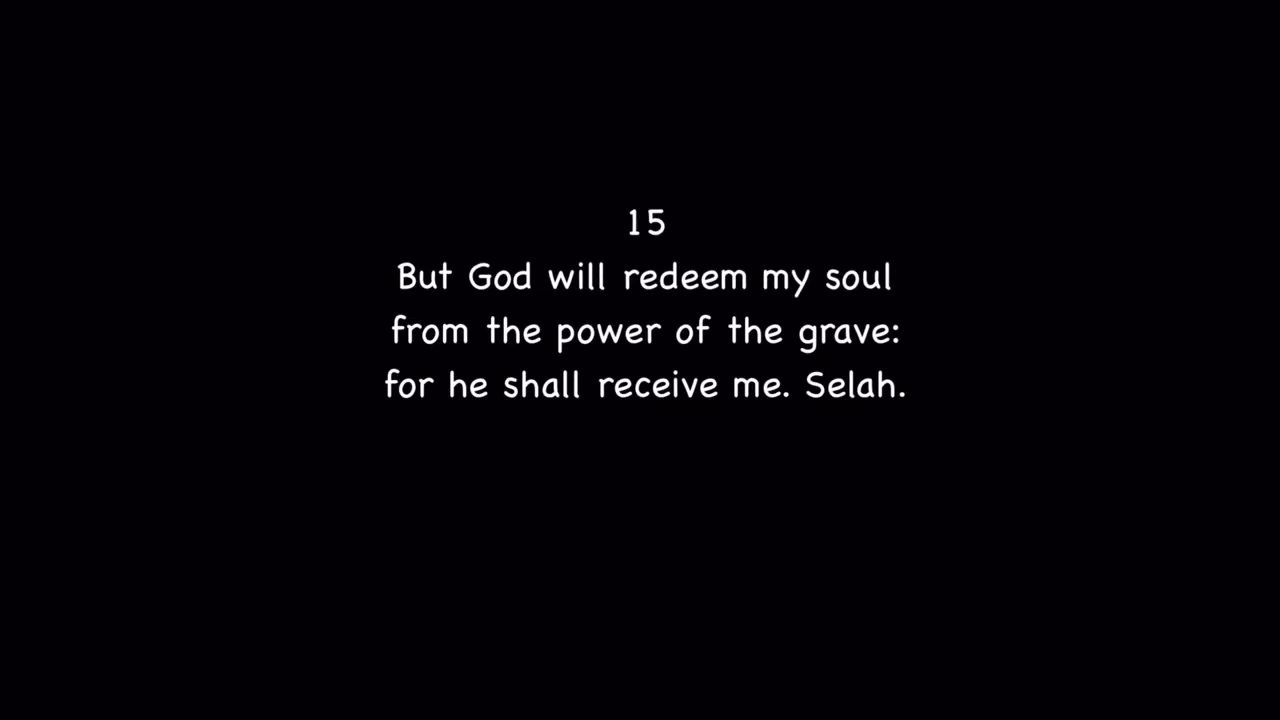 15
But God will redeem my soul
from the power of the grave:
for he shall receive me. Selah.